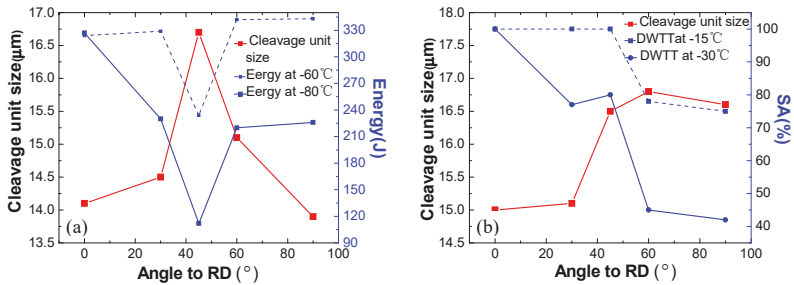 17.0
16.5
16.0
15.5
15.0
14.5
14.0
13.5
Cleavage unit size(μm)
Cleavage unit
size
Eergy at -60℃
Eergy at -80℃
330
300
270
240
210
180
150
120
90
Energy(J)
(a)
0 20 40 60 80 100
Angle to RD (°)
18.0
17.5
17.0
16.5
16.0
15.5
15.0
14.5
Cleavage unit size(μm)
Cleavage unit size
DWTTat -15℃
DWTT at -30℃
100
90
80
70
60
50
40
SA(%)
(b)
0 20 40 60 80 100
Angle to RD (°)